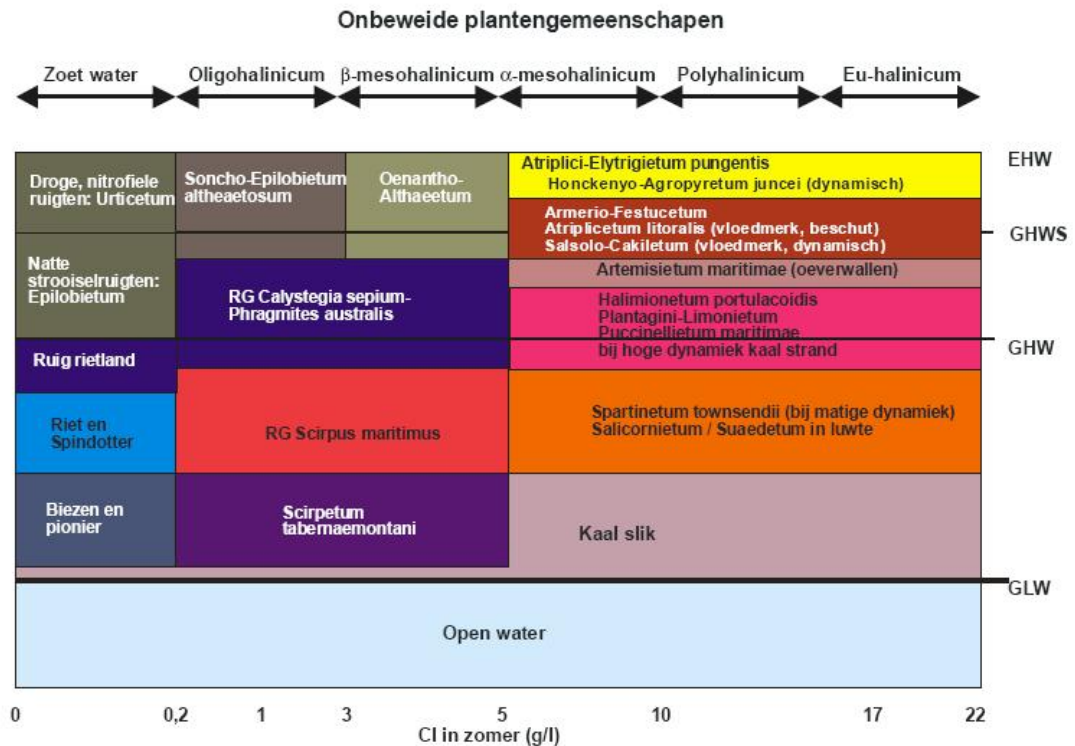 Onbeweide plantengemeenschapen
Zoet water
Oligohalinicum
β-mesohalinicum
α-mesohalinicum
Polyhalinicum
Eu-halinicum
Droge, nitrofiele
ruigten: Urticetum
Soncho-Epilobietum
altheaetosum
Oenantho-
Althaeetum
Atriplici-Elytrigietum pungentis
Honckenyo-Agropyretum juncei (dynamisch)
EHW
Armerio-Festucetum
Atriplicetum litoralis (vloedmerk, beschut)
Salsolo-Cakiletum (vloedmerk, dynamisch)
GHWS
Natte
strooiselruigten:
Epilobietum
RG Calystegia sepium-
Phragmites australis
Artemisietum maritimae (oeverwallen)
Halimionetum portulacoidis
Plantagini-Limonietum
Puccinellietum maritimae
bij hoge dynamiek kaal strand
GHW
Ruig rietland
Riet en
Spindotter
RG Scirpus maritimus
Spartinetum townsendii (bij matige dynamiek)
Salicornietum / Suaedetum in luwte
Biezen en
pionier
Scirpetum
tabernaemontani
Kaal slik
GLW
Open water
0
0,2
1
3
5
10
17
22
Cl in zomer (g/l)